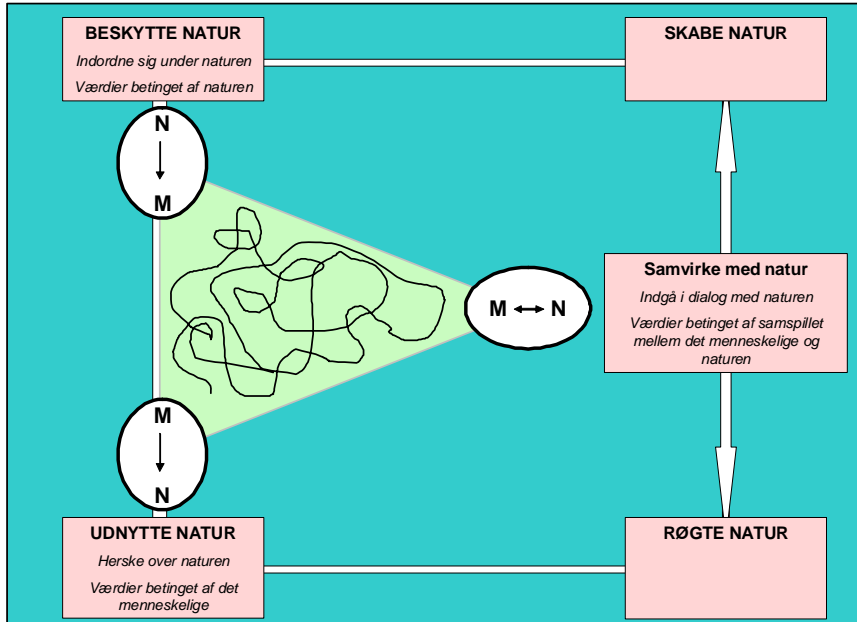 BESKYTTE NATUR
Indordne sig under naturen
Værdier betinget af naturen
SKABE NATUR
N
M
Samvirke med natur
Indgå i dialog med naturen
Værdier betinget af samspillet
mellem det menneskelige og
naturen
M N
M
N
UDNYTTE NATUR
Herske over naturen
Værdier betinget af det
menneskelige
RØGTE NATUR